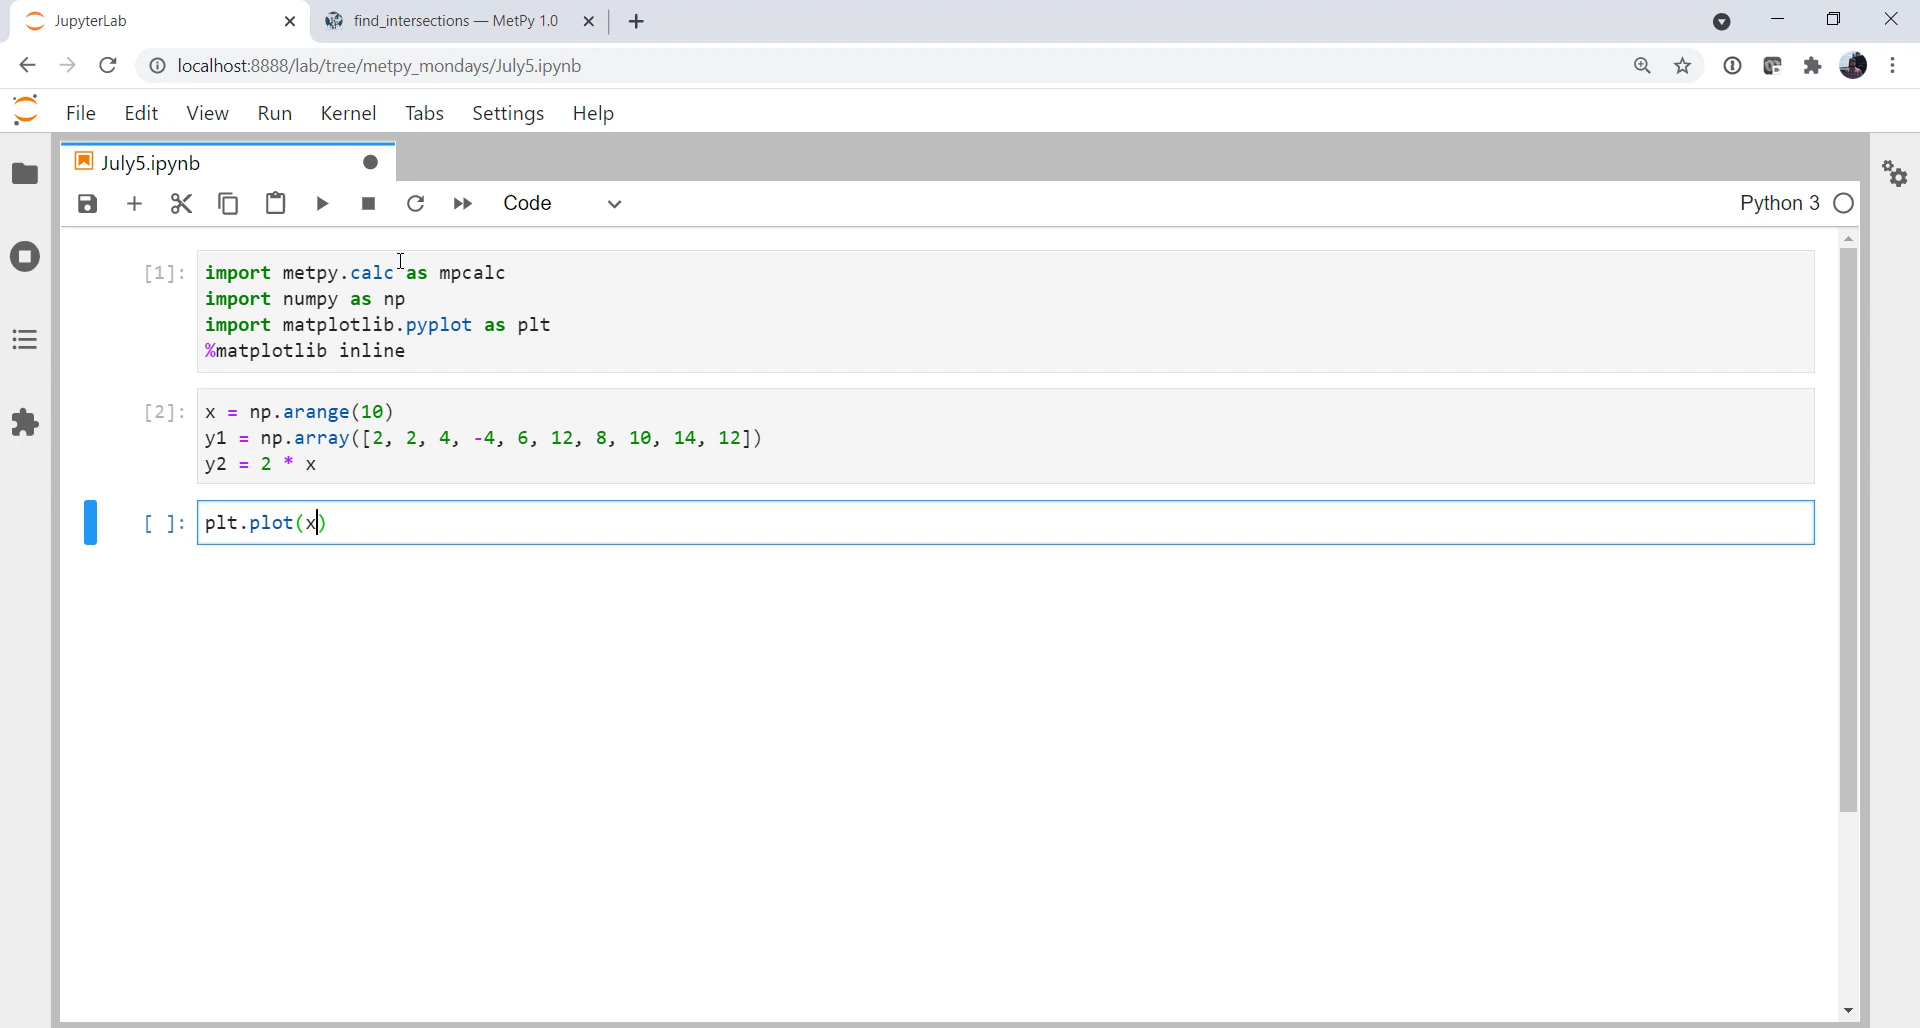 JupyterLab
find_intersections — MetPy 1.0
localhost:8888/lab/tree/metpy_mondays/July5.ipynb
File Edit View Run Kernel Tabs Settings Help
July5.ipynb
Code
Python 3
[1]: import metpy.calc as mpcalc
import numpy as np
import matplotlib.pyplot as plt
%matplotlib inline
[2]: x = np.arange(10)
y1 = np.array([2, 2, 4, -4, 6, 12, 8, 10, 14, 12])
y2 = 2 * x
[ ]: plt.plot(x)